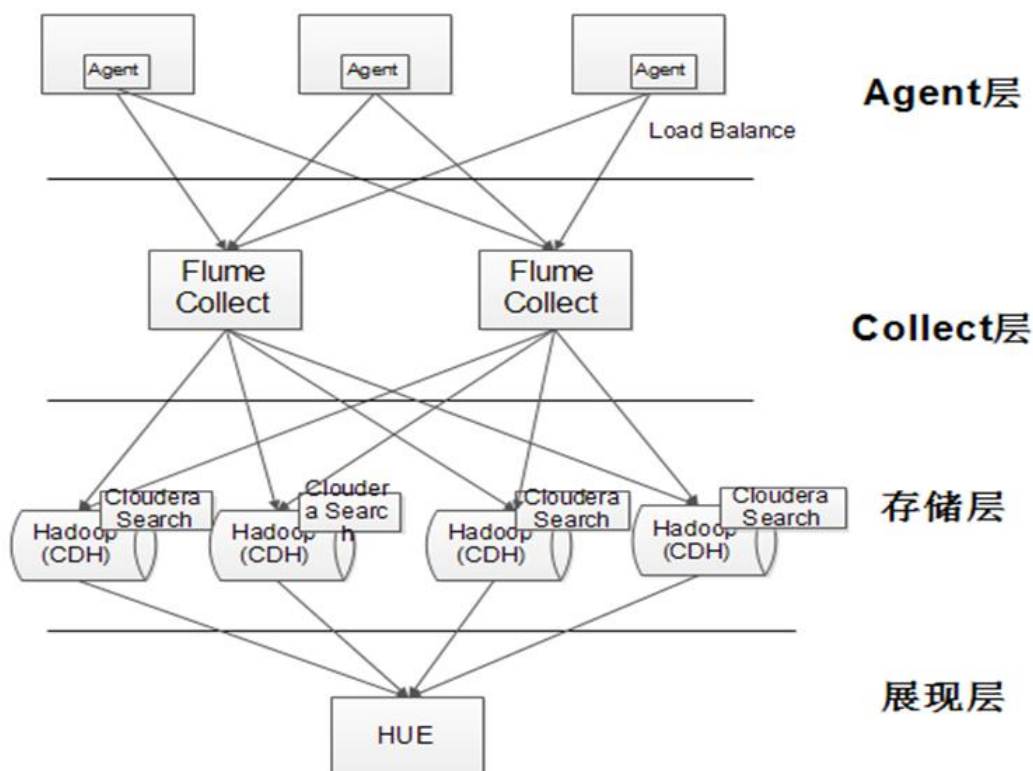 Agent
Agent
Agent
Agent层
Load Balance
Flume
Collect
Flume
Collect
Collect层
Cloudera
Search
Clouder
a Searc
h
Cloudera
Search
Cloudera
Search
Hadoop
(CDH)
Hadoop
(CDH)
Hadoop
(CDH)
Hadoop
(CDH)
存储层
展现层
HUE